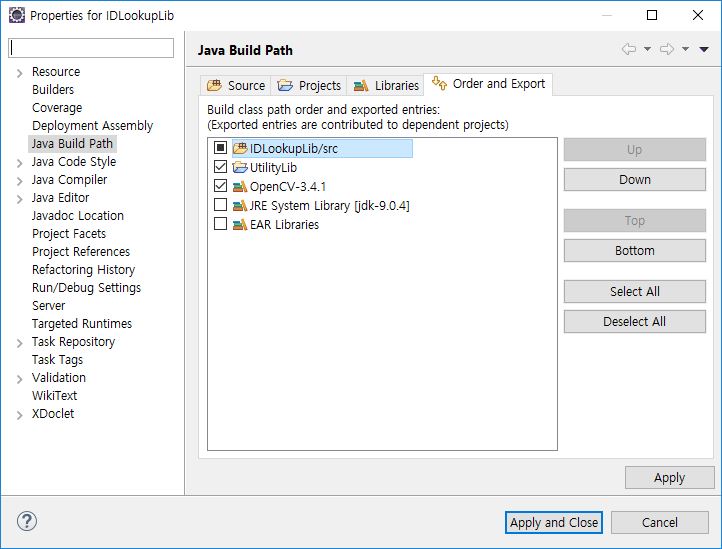 Properties for IDLookupLib
Resource
Builders
Coverage
Deployment Assembly
Java Build Path
Java Code Style
Java Compiler
Java Editor
Javadoc Location
Project Facets
Project References
Refactoring History
Run/Debug Settings
Server
Targeted Runtimes
Task Repository
Task Tags
Validation
WikiText
XDoclet
Java Build Path
Source Projects Libraries Order and Export
Build class path order and exported entries:
(Exported entries are contributed to dependent projects)
IDLookupLib/src
UtilityLib
OpenCV-3.4.1
JRE System Library [jdk-9.0.4]
EAR Libraries
Up
Down
Top
Bottom
Select All
Deselect All
Apply
?
Apply and Close Cancel